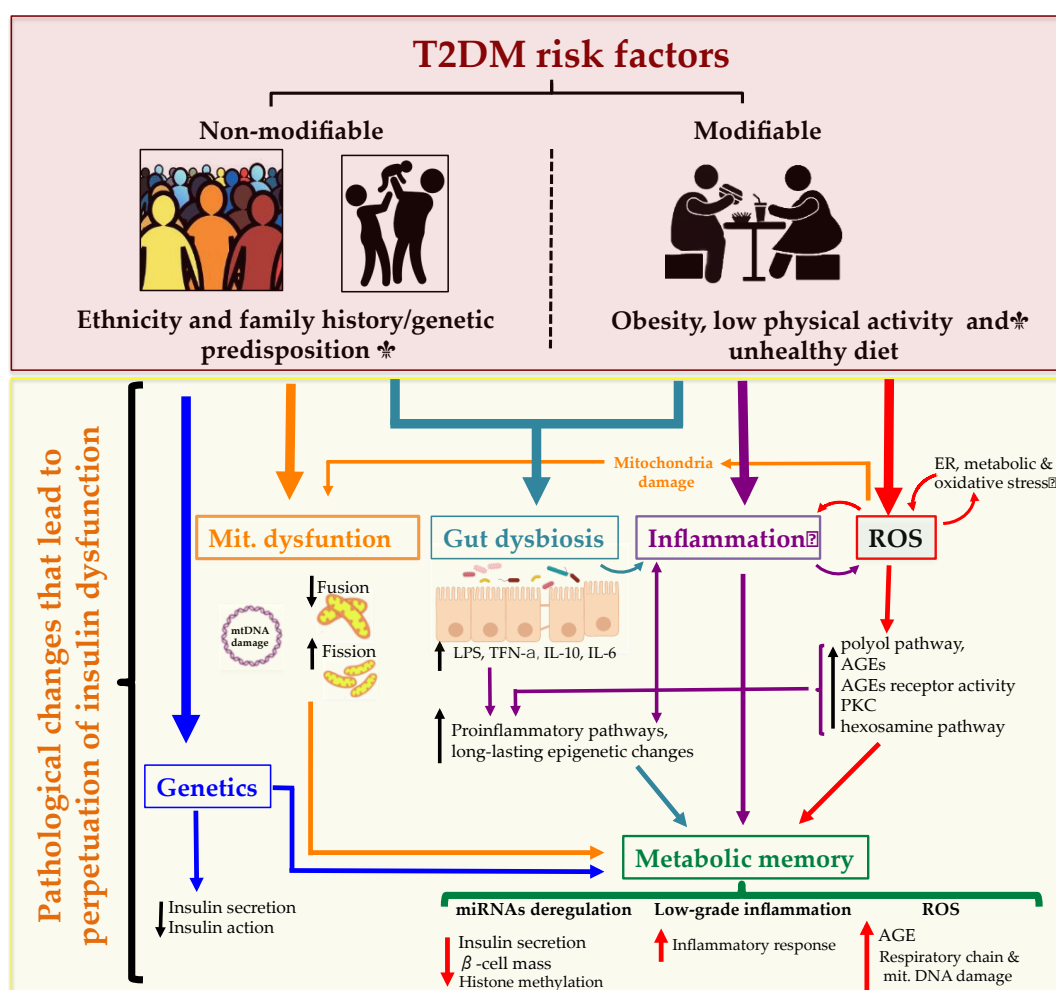 T2DM risk factors
Non-modifiable
Modifiable
Ethnicity and family history/genetic
predisposition ⚜
Obesity, low physical activity and⚜
unhealthy diet
Pathological changes that lead to
perpetuation of insulin dysfunction
Mitochondria
damage
ER, metabolic &
oxidative stress⍰
Mit. dysfuntion
Gut dysbiosis
Inflammation⍰
ROS
mtDNA
damage
Fusion
Fission
LPS, TFN-a, IL-10, IL-6
polyol pathway,
AGEs
AGEs receptor activity
PKC
hexosamine pathway
Proinflammatory pathways,
long-lasting epigenetic changes
Genetics
Insulin secretion
Insulin action
Metabolic memory
miRNAs deregulation
Insulin secretion
β -cell mass
Histone methylation
Low-grade inflammation
Inflammatory response
ROS
AGE
Respiratory chain &
mit. DNA damage